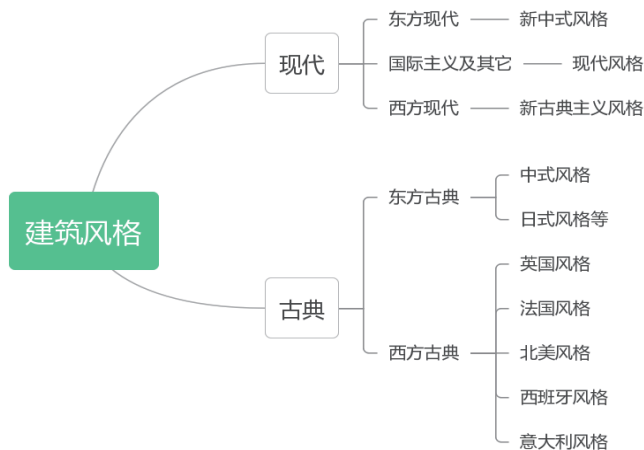 建筑风格
现代
东方现代
新中式风格
国际主义及其它
现代风格
西方现代
新古典主义风格
古典
东方古典
中式风格
日式风格等
西方古典
英国风格
法国风格
北美风格
西班牙风格
意大利风格